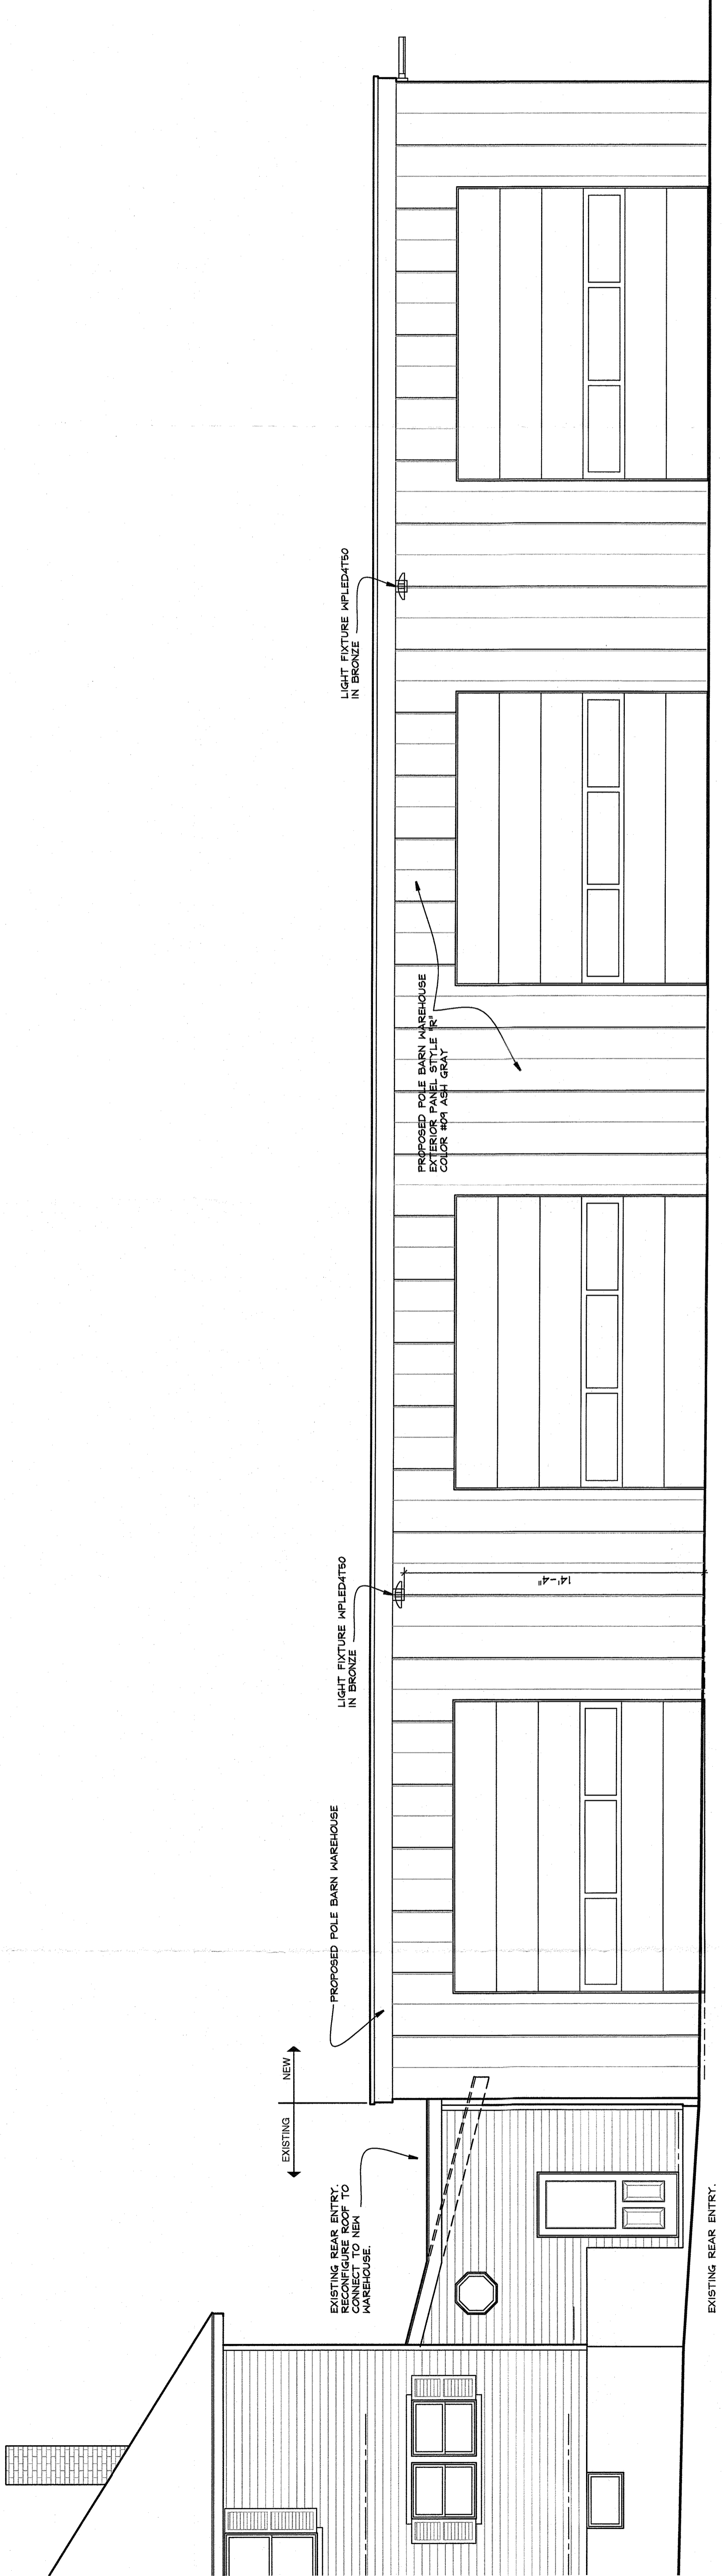 EXISTING REAR ENTRY.
RECONFIGURE ROOF TO
CONNECT TO NEW
WAREHOUSE.
EXISTING
NEW
PROPOSED POLE BARN WAREHOUSE
LIGHT FIXTURE WPLED4T50
IN BRONZE
14'-4"
PROPOSED POLE BARN WAREHOUSE
EXTERIOR PANEL STYLE "R"
COLOR #09 ASH GRAY
LIGHT FIXTURE WPLED4T50
IN BRONZE
EXISTING REAR ENTRY.